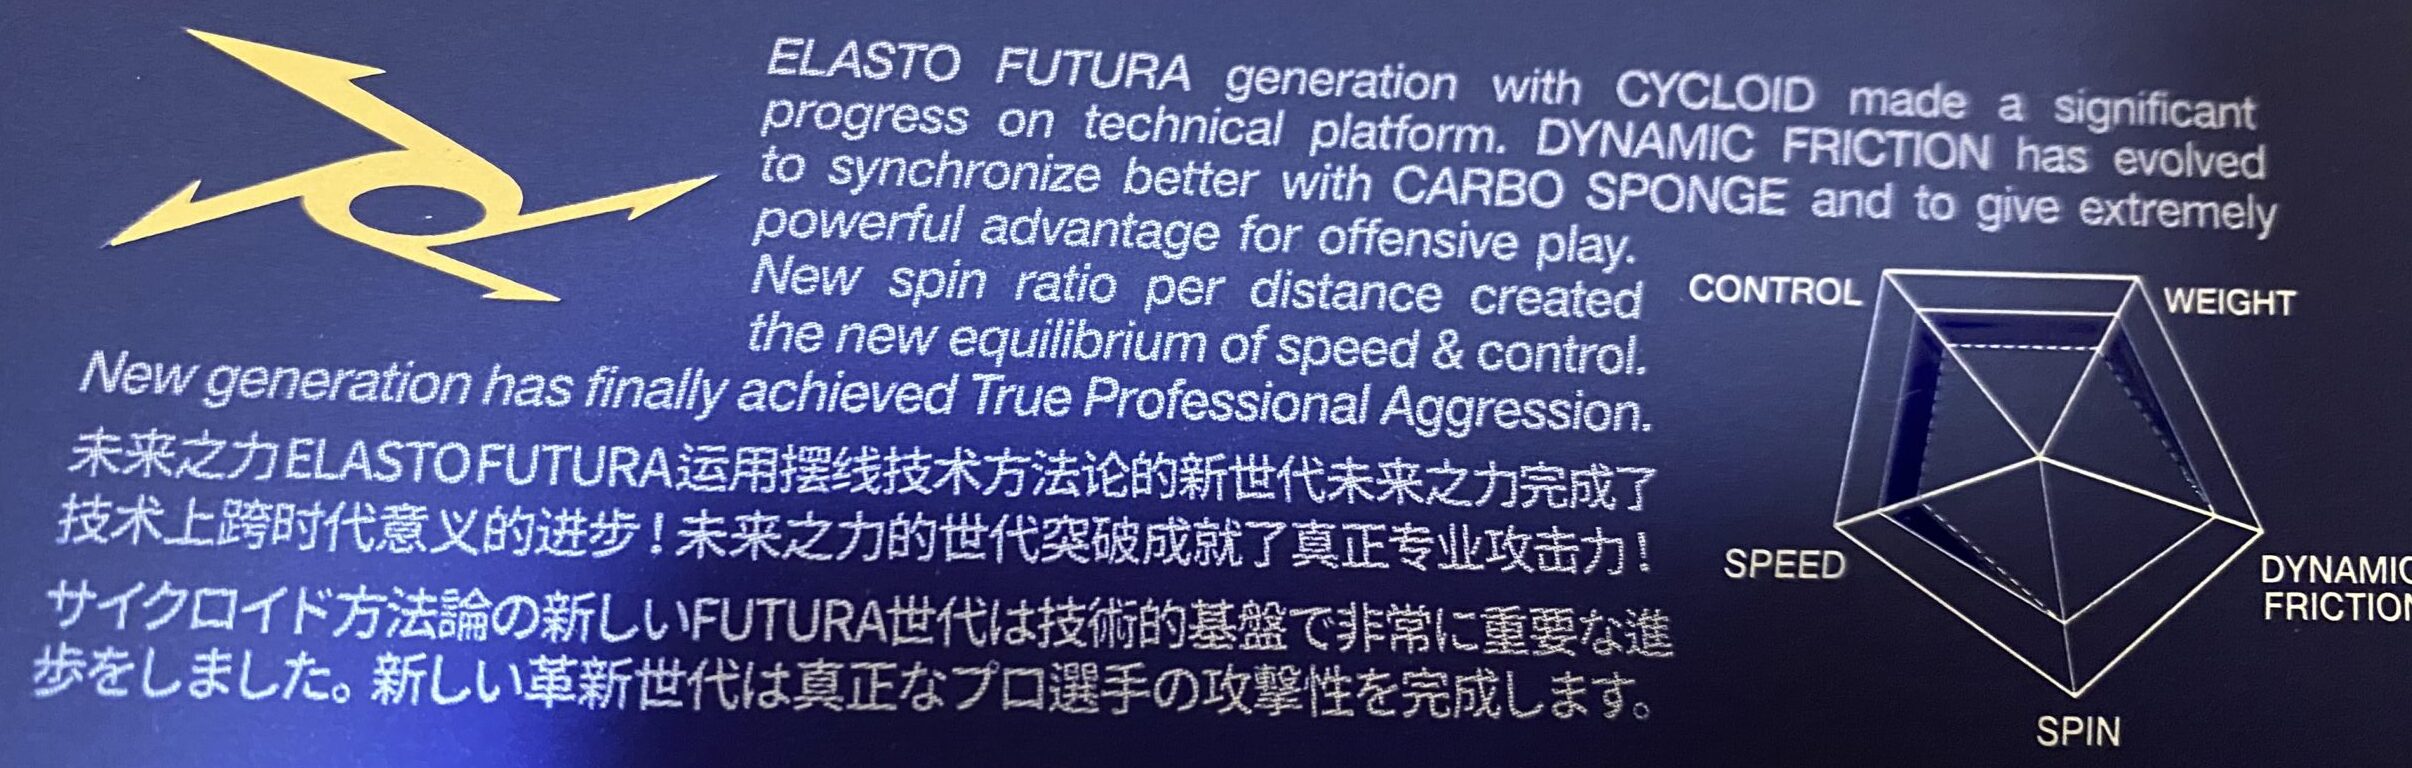 ELASTO FUTURA generation with CYCLOID made a significant
progress on technical platform. DYNAMIC FRICTION has evolved
to synchronize better with CARBO SPONGE and to give extremely
powerful advantage for offensive play.
New spin ratio per distance created
the new equilibrium of speed & control.
New generation has finally achieved True Professional Aggression.
未来之力ELASTO FUTURA运用摆线技术方法论的新世代未来之力完成了
技术上跨时代意义的进步！未来之力的世代突破成就了真正专业攻击力！
サイクロイド方法論の新しいFUTURA世代は技術的基盤で非常に重要な進
歩をしました。新しい革新世代は真正なプロ選手の攻撃性を完成します。
CONTROL
WEIGHT
SPEED
DYNAMIC
FRICTION
SPIN